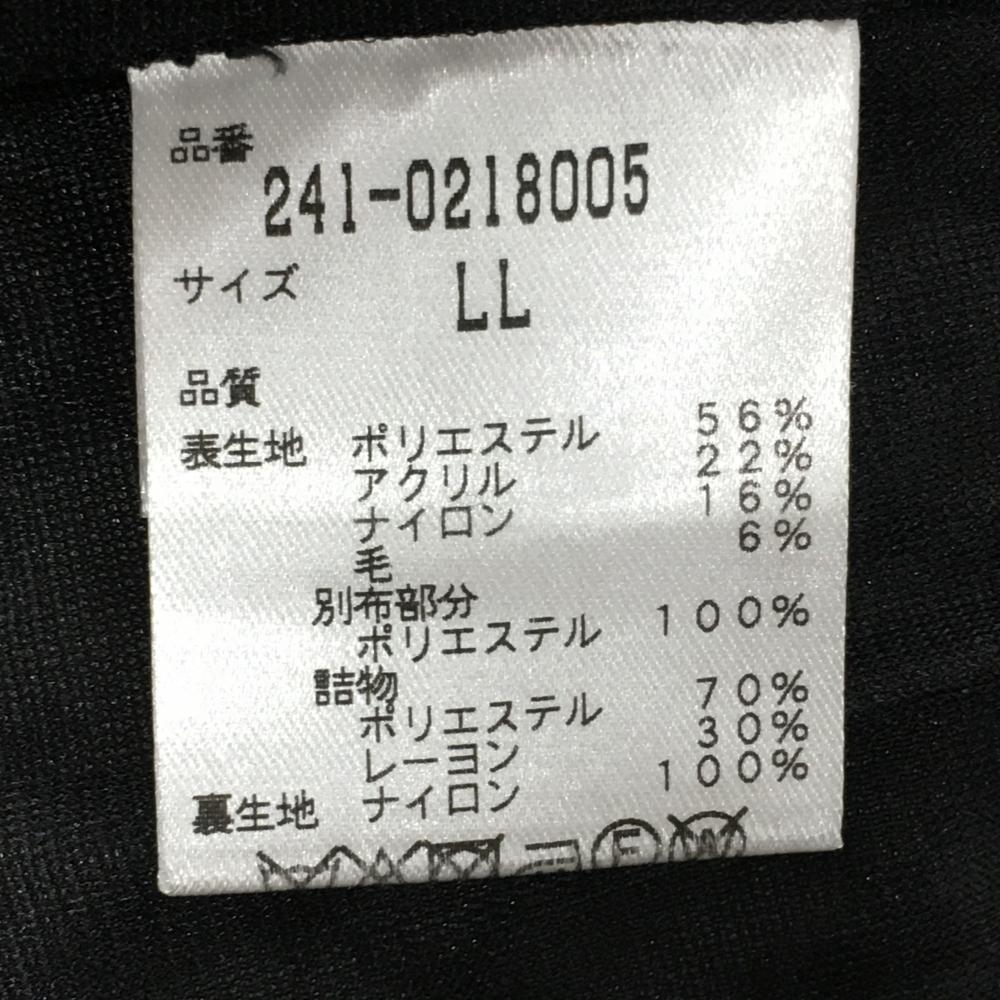 品番
241-0218005
サイズ LL
品質
表生地 ポリエステル 56%
アクリル 22%
ナイロン 16%
毛 6%
別布部分
ポリエステル 100%
詰物
ポリエステル 70%
レーヨン 30%
裏生地 ナイロン 100%
F W